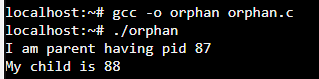 localhost:~# gcc -o orphan orphan.c
localhost:~# ./orphan
I am parent having pid 87
My child is 88